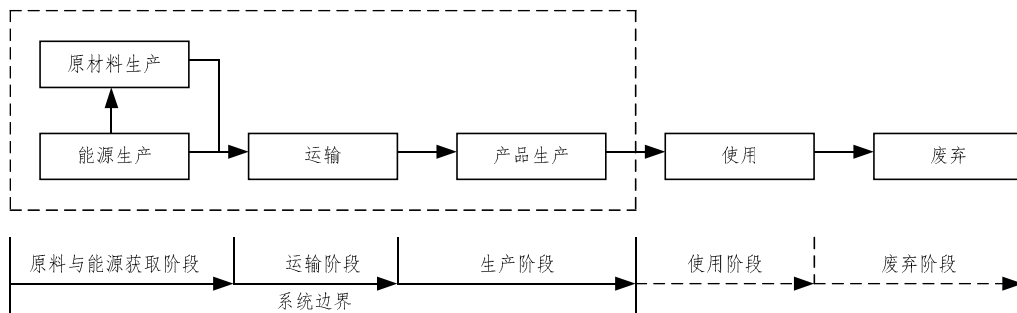 原材料生产
能源生产
运输
产品生产
使用
废弃
原料与能源获取阶段
运输阶段
生产阶段
使用阶段
废弃阶段
系统边界